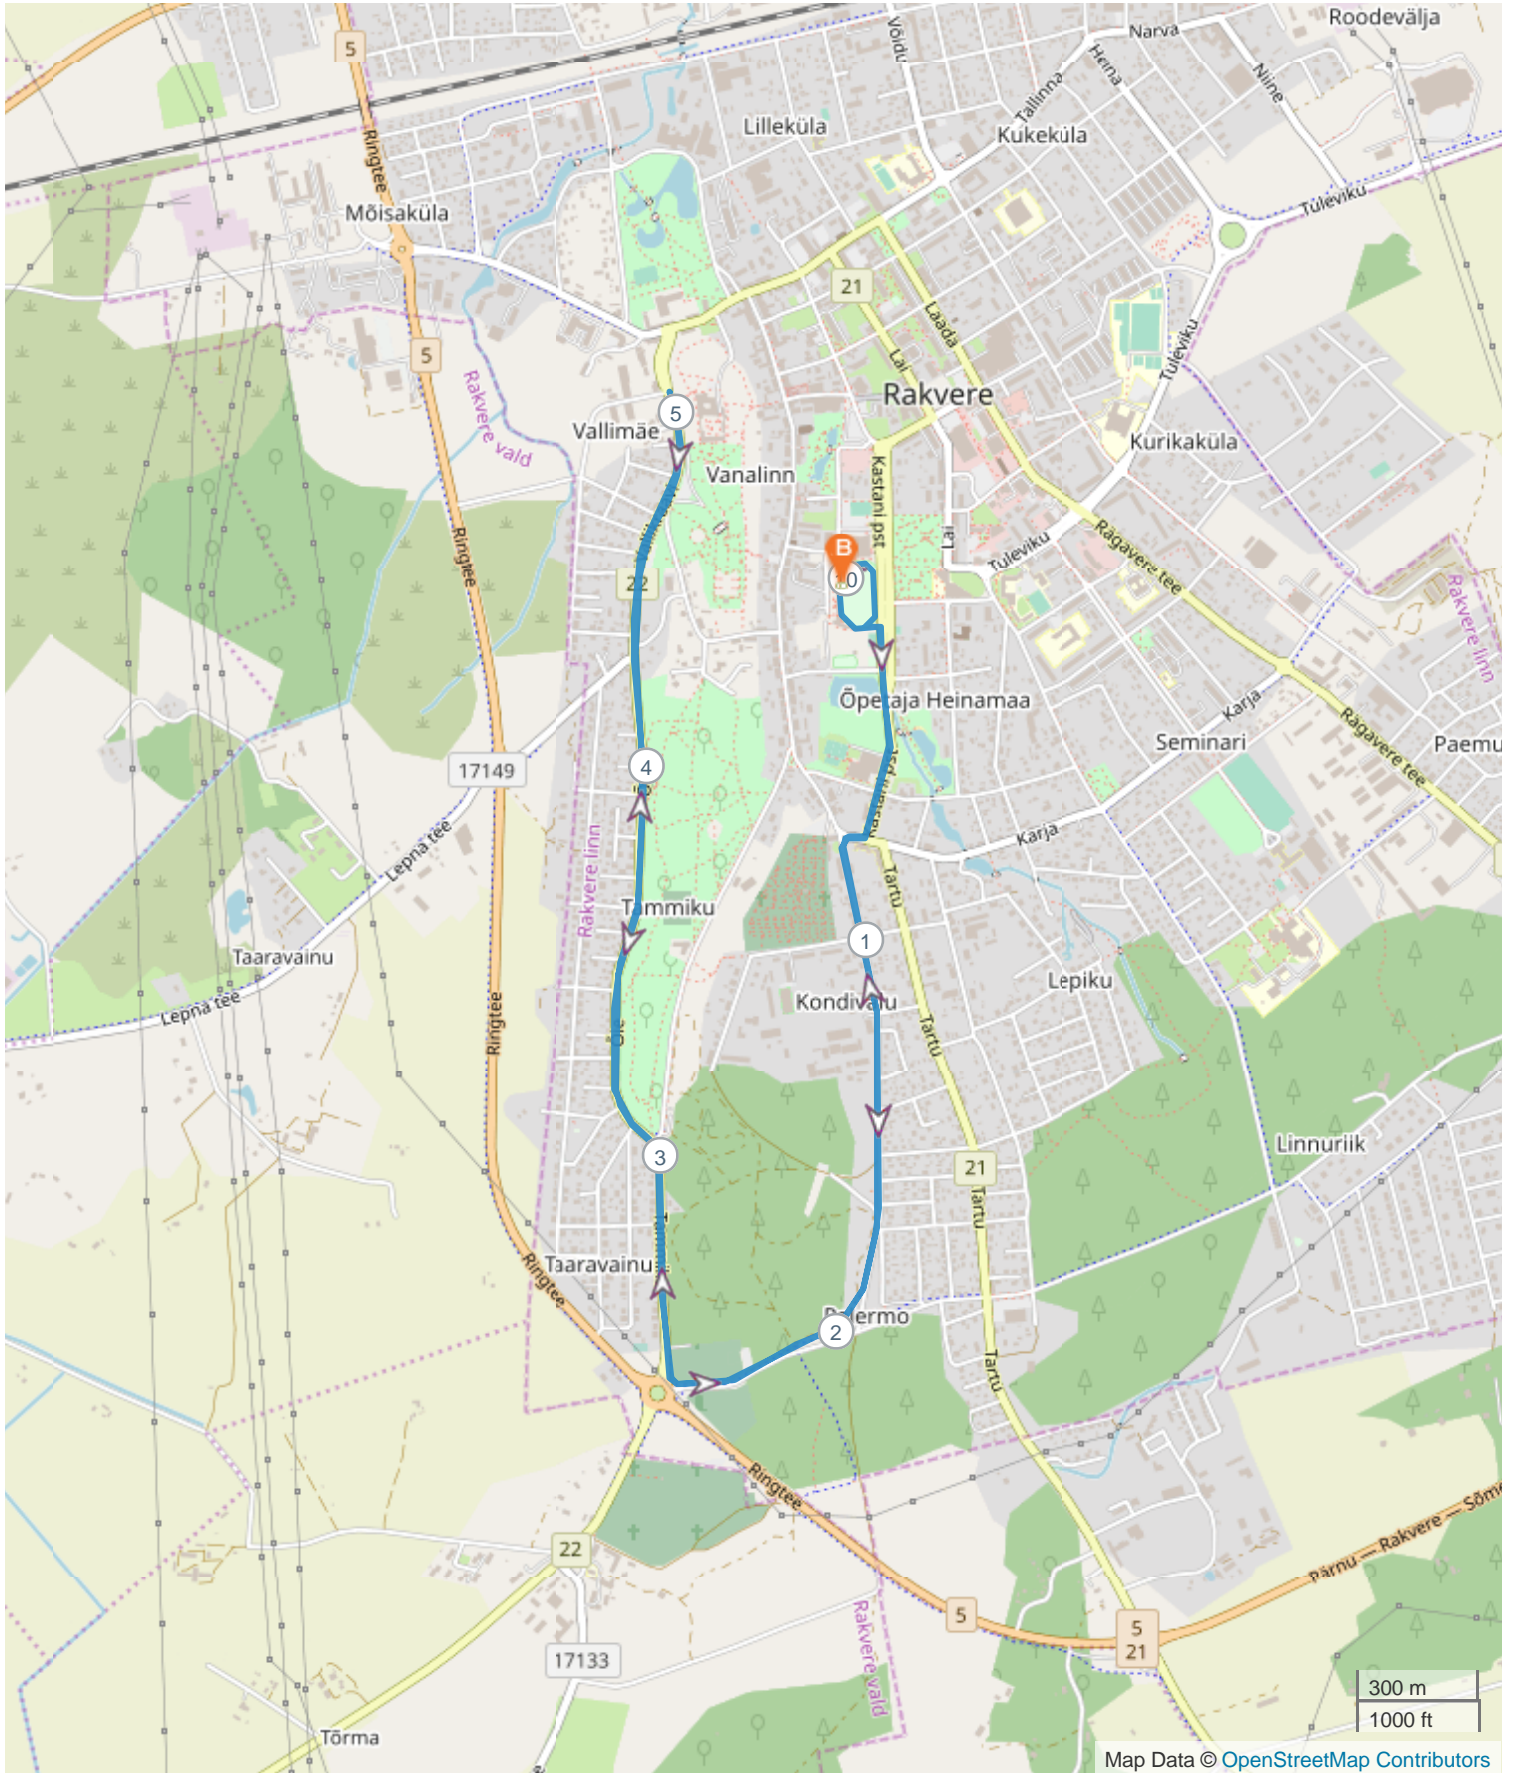 Roodevälja
Narva
Võidu
5
Heina
Niine
Tallinna
Lilleküla
Kukeküla
Ringtee
Tuleviku
Mõisaküla
21
Laada
5
Lai
Tuleviku
Rakvere
Rakvere vald
5
Vallimäe
Kurikaküla
Vanalinn
Kastani pst
Rägavere tee
Lai
Tuleviku
Ringtee
B
22
Rakvere linn
Õpetaja Heinamaa
Karja
Rägavere tee
Seminari
Paemu
17149
4
Kastani pst
Karja
Lepna tee
Rakvere linn
Tartu
Tammiku
1
Taaravainu
Lepiku
Kondivalu
Lepna tee
Ringtee
Tartu
3
Linnuriik
21
Tartu
Taaravainu
Ringtee
2
Tartu
Ringtee
22
Pärnu — Rakvere — Sõme
5
5
21
Rakvere vald
17133
300 m
1000 ft
Tõrma
Map Data © OpenStreetMap Contributors